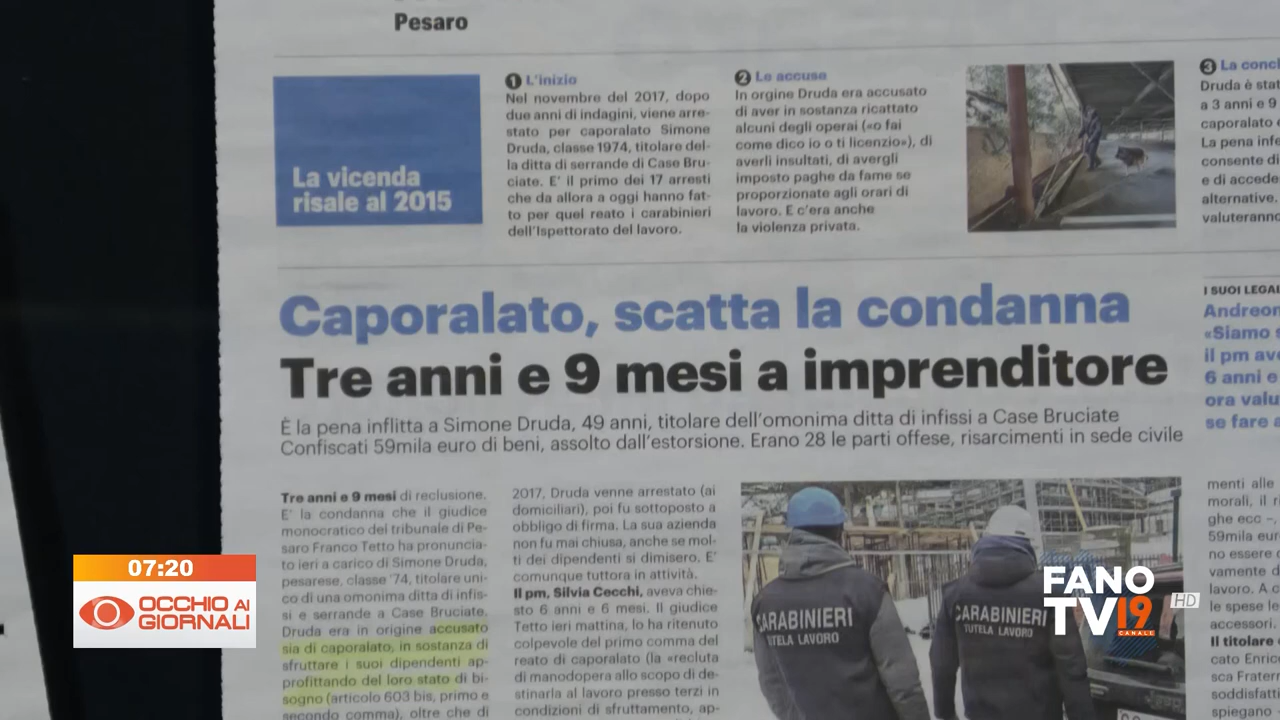 Pesaro
La vicenda
risale al 2015
1 L'inizio
Nel novembre del 2017, dopo
due anni di indagini, viene arre-
stato per caporalato Simone
Druda, classe 1974, titolare del-
la ditta di serrande di Case Bru-
ciate. E' il primo dei 17 arresti
che da allora a oggi hanno fat-
to per quel reato i carabinieri
dell'Ispettorato del lavoro.
2 Le accuse
In orgine Druda era accusato
di aver in sostanza ricattato
alcuni degli operai («o fai
come dico io o ti licenzio»), di
averli insultati, di avergli
imposto paghe da fame se
proporzionate agli orari di
lavoro. E c'era anche
la violenza privata.
3 La concl
Druda è stat
a 3 anni e 9
caporalato
La pena infe
consente di
e di accede
alternative.
valuteranno
Caporalato, scatta la condanna
Tre anni e 9 mesi a imprenditore
È la pena inflitta a Simone Druda, 49 anni, titolare dell'omonima ditta di infissi a Case Bruciate
Confiscati 59mila euro di beni, assolto dall'estorsione. Erano 28 le parti offese, risarcimenti in sede civile
Tre anni e 9 mesi di reclusione.
E' la condanna che il giudice
monocratico del tribunale di Pe-
saro Franco Tetto ha pronuncia-
to ieri a carico di Simone Druda,
pesarese, classe '74, titolare uni-
co di una omonima ditta di infis-
si e serrande a Case Bruciate.
Druda era in origine accusato
sia di caporalato, in sostanza di
sfruttare i suoi dipendenti ap-
profittando del loro stato di bi-
sogno (articolo 603 bis, primo e
secondo comma), oltre che di
2017, Druda venne arrestato (ai
domiciliari), poi fu sottoposto a
obbligo di firma. La sua azienda
non fu mai chiusa, anche se mol-
ti dei dipendenti si dimisero. E'
comunque tuttora in attività.
Il pm, Silvia Cecchi, aveva chie-
sto 6 anni e 6 mesi. Il giudice
Tetto ieri mattina, lo ha ritenuto
colpevole del primo comma del
reato di caporalato (la «recluta
di manodopera allo scopo di de-
stinarla al lavoro presso terzi in
condizioni di sfruttamento, ap-
CARABINIERI
TUTELA LAVORO
CARABINIERI
TUTELA LAVORO
I SUOI LEGAL
Andreon
«Siamo
il pm ave
6 anni e
ora valu
se fare a
menti alle
morali, il
ghe ecc –,
59mila eur
no essere
vamente d
lavoro. A
le spese le
accessori.
Il titolare
cato Enric
sca Frater
soddisfatt
spiegano
07:20
OCCHIO AI
GIORNALI
FANO
TV19
CANALE
HD